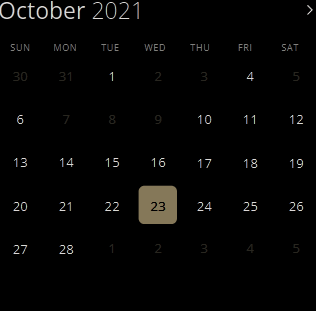 October 2021
SUN MON TUE WED THU FRI SAT
30 31 1 2 3 4 5
6 7 8 9 10 11 12
13 14 15 16 17 18 19
20 21 22 23 24 25 26
27 28 1 2 3 4 5